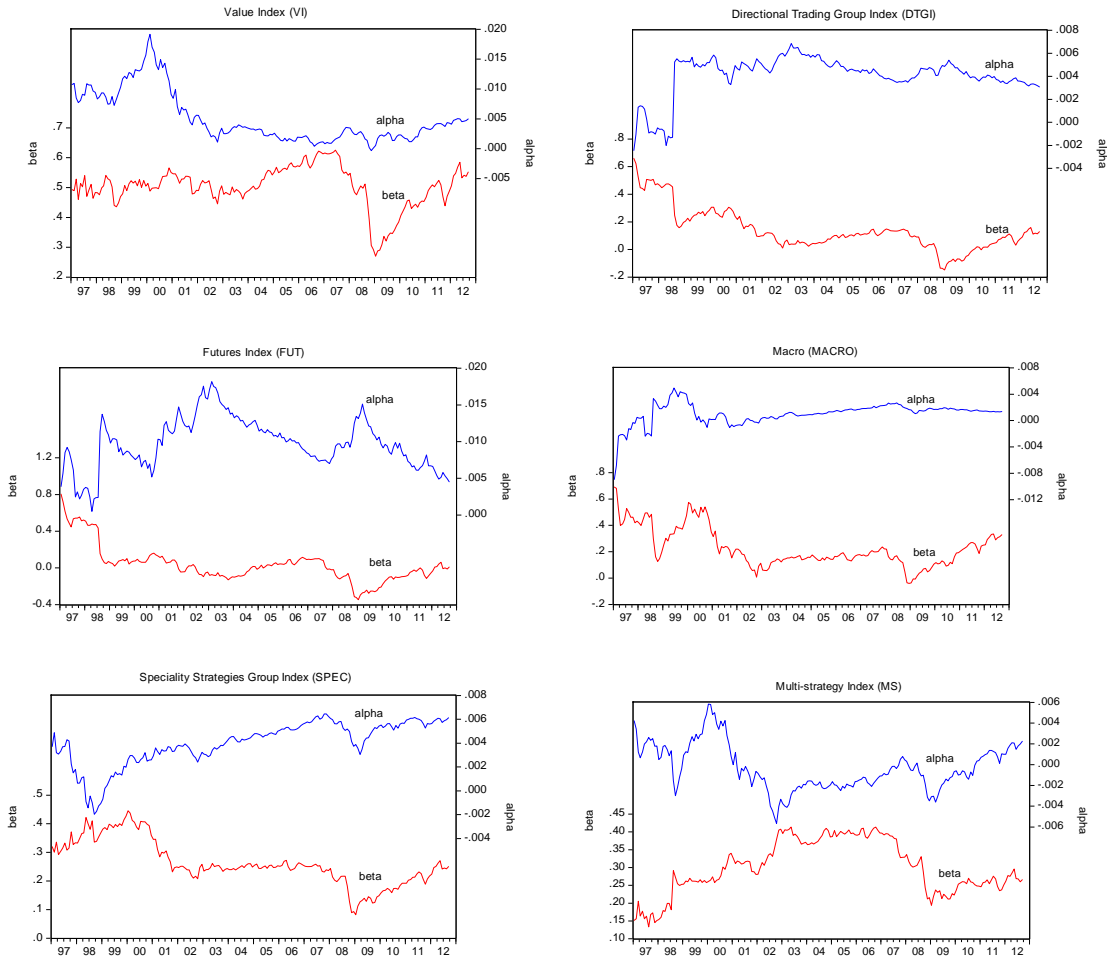 Value Index (VI)
.020
.015
.010
.005
.000
-.005
.7
.6
.5
.4
.3
.2
alpha
beta
beta
alpha
97 98 99 00 01 02 03 04 05 06 07 08 09 10 11 12
Directional Trading Group Index (DTGI)
.008
.006
.004
.002
.000
-.002
-.004
.8
.6
.4
.2
.0
-.2
alpha
beta
beta
alpha
97 98 99 00 01 02 03 04 05 06 07 08 09 10 11 12
Futures Index (FUT)
.020
.015
.010
.005
.000
1.2
0.8
0.4
0.0
-0.4
alpha
beta
beta
alpha
97 98 99 00 01 02 03 04 05 06 07 08 09 10 11 12
Macro (MACRO)
.008
.004
.000
-.004
-.008
-.012
.8
.6
.4
.2
.0
-.2
alpha
beta
beta
alpha
97 98 99 00 01 02 03 04 05 06 07 08 09 10 11 12
Speciality Strategies Group Index (SPEC)
.008
.006
.004
.002
.000
-.002
-.004
.5
.4
.3
.2
.1
.0
alpha
beta
beta
alpha
97 98 99 00 01 02 03 04 05 06 07 08 09 10 11 12
Multi-strategy Index (MS)
.006
.004
.002
.000
-.002
-.004
-.006
.45
.40
.35
.30
.25
.20
.15
.10
alpha
beta
beta
alpha
97 98 99 00 01 02 03 04 05 06 07 08 09 10 11 12